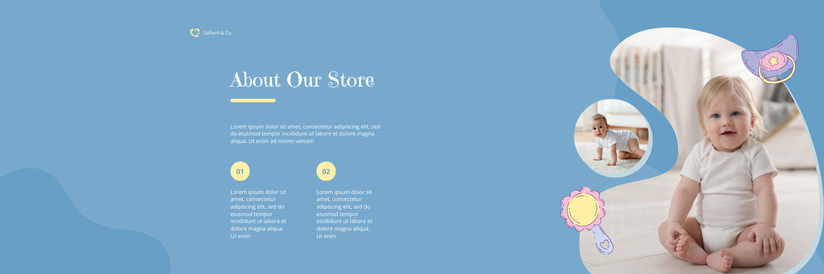 Salford & Co.
About Our Store
Lorem ipsum dolor sit amet, consectetur adipiscing elit, sed
do eiusmod tempor incididunt ut labore et dolore magna
aliqua. Ut enim ad minim veniam
01
Lorem ipsum dolor sit
amet, consectetur
adipiscing elit, sed do
eiusmod tempor
incididunt ut labore et
dolore magna aliqua.
Ut enim
02
Lorem ipsum dolor sit
amet, consectetur
adipiscing elit, sed do
eiusmod tempor
incididunt ut labore et
dolore magna aliqua.
Ut enim